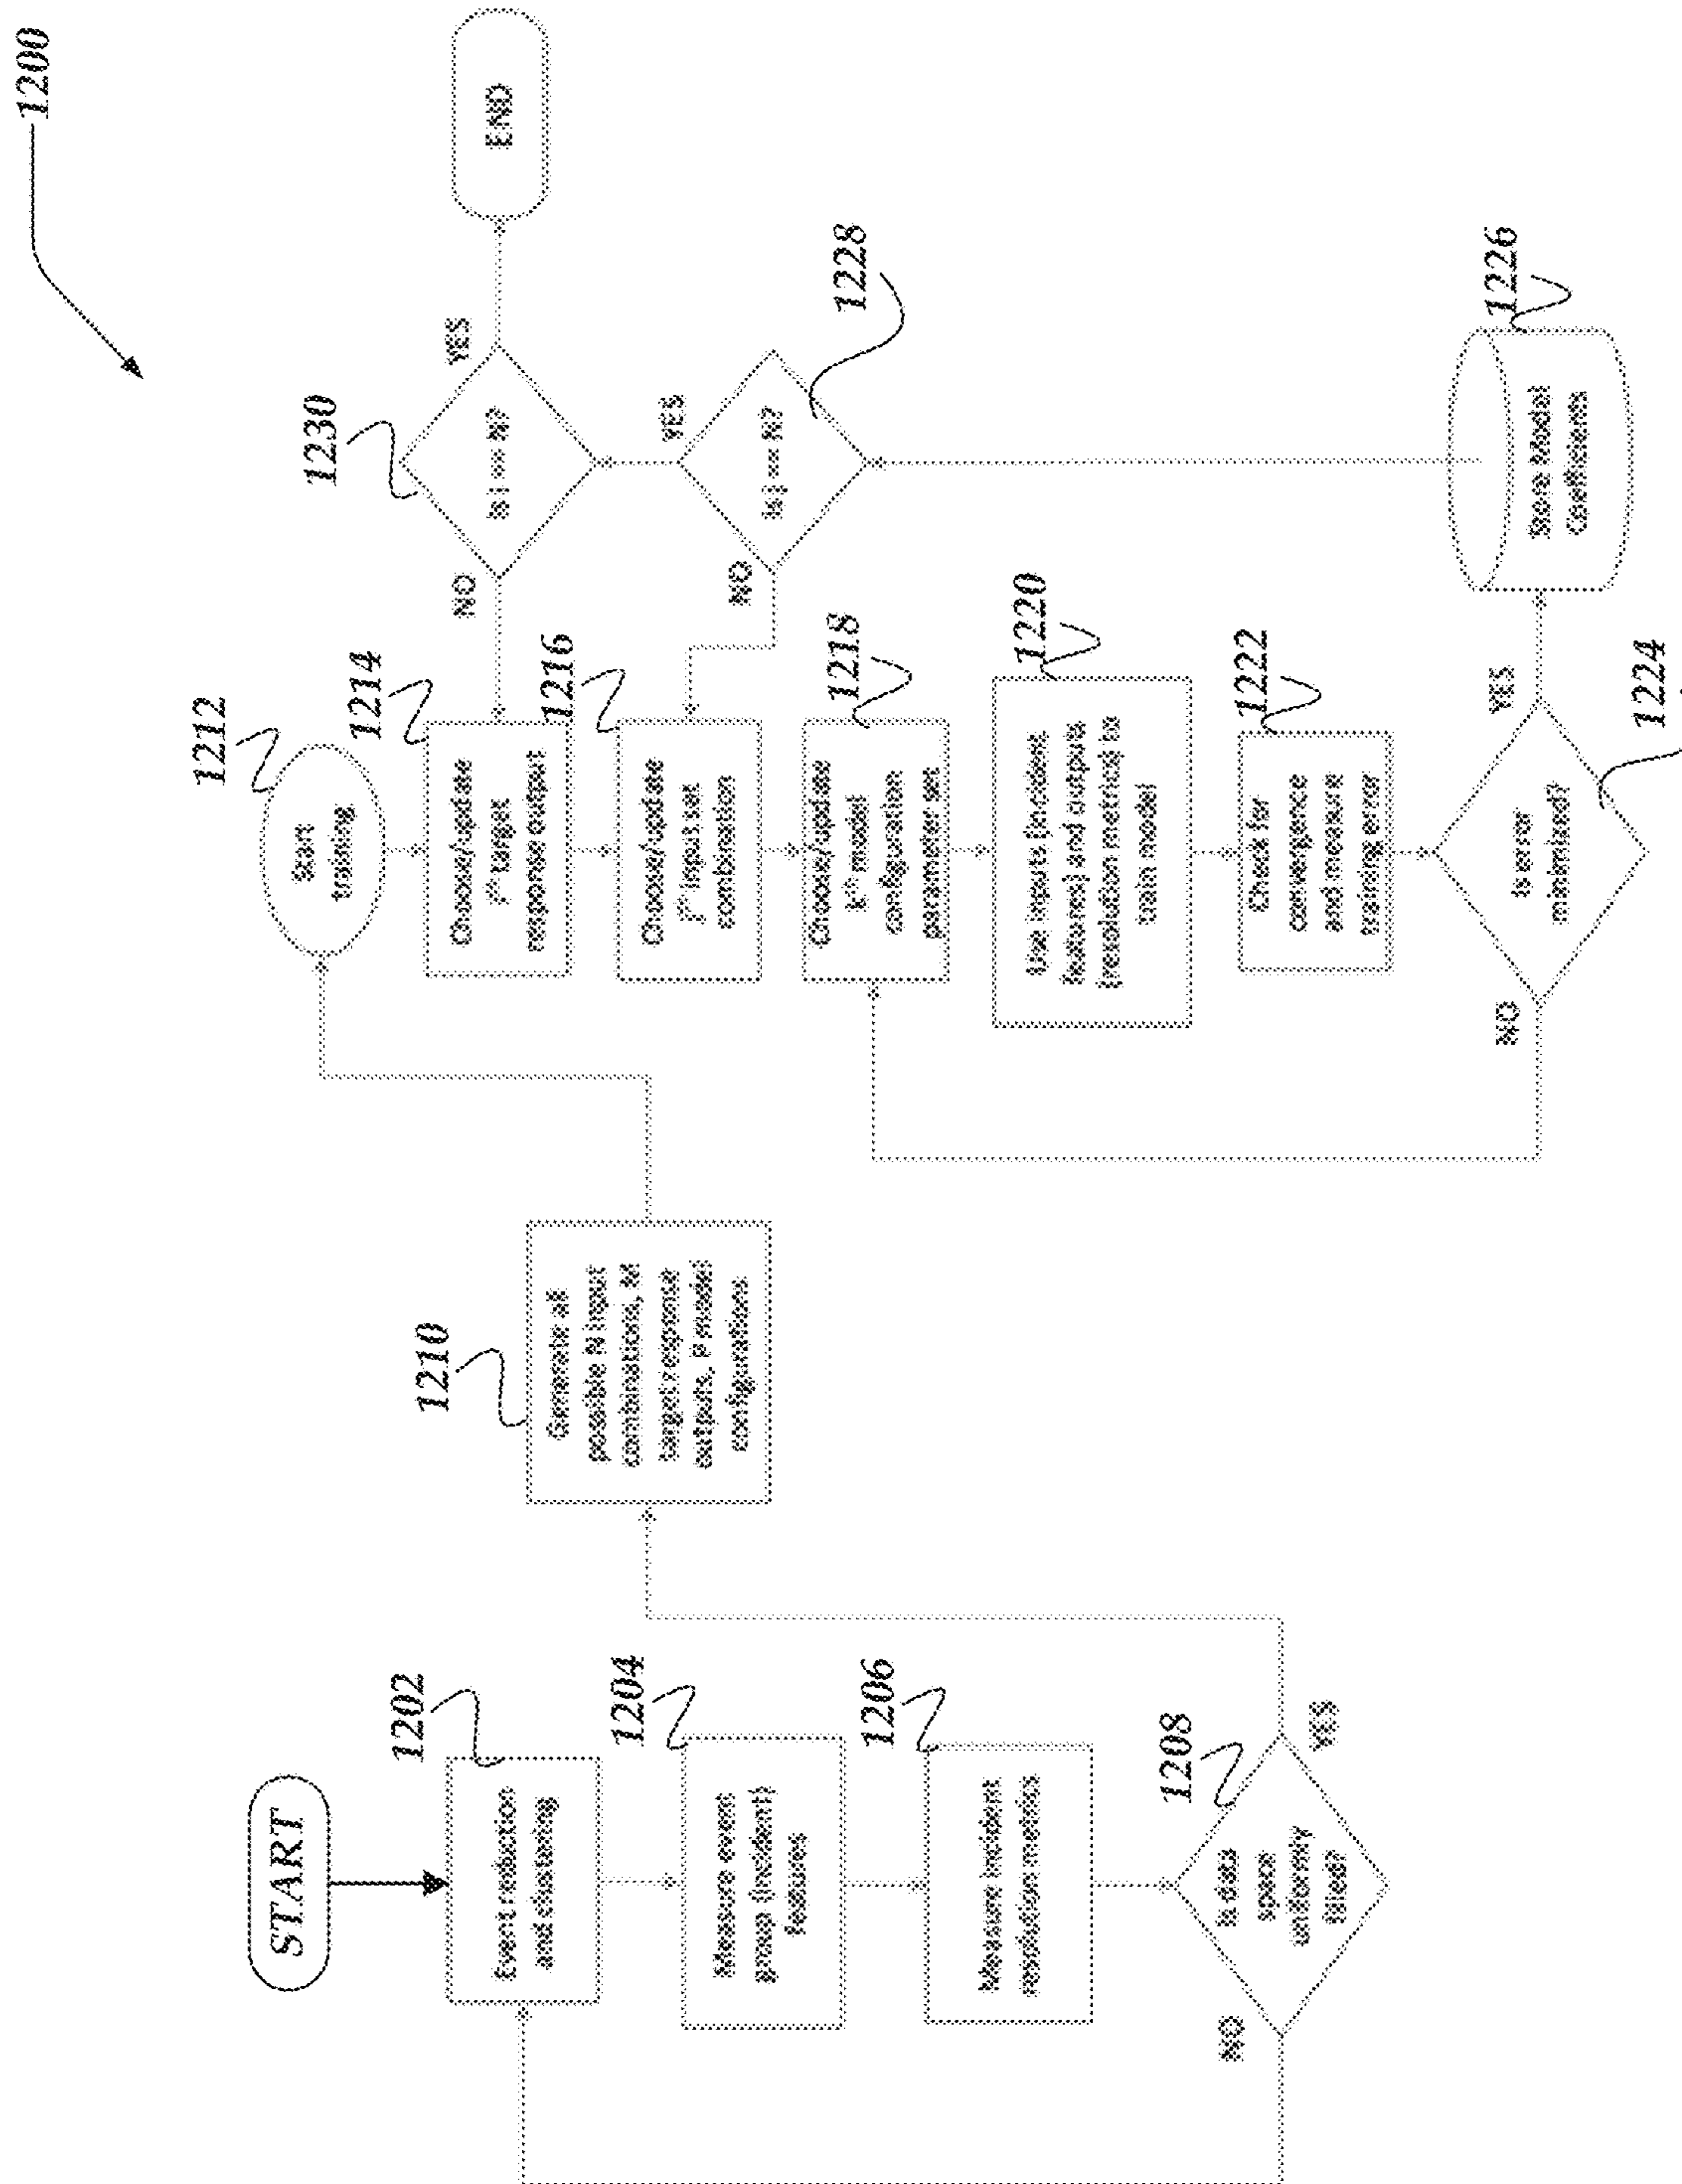 1200
START
1202
Event reduction
and clustering
1204
Measure event
group (incident)
features
1206
Measure incident
resolution metrics
1208
Is data
space
uniformly
filled?
NO
YES
1210
Generate all
possible N input
combinations, M
target response
outputs, P model
configurations
1212
Start
training
1214
Choose/update
target
response output
1216
Choose/update
input set
combination
1218
Choose/update
model
configuration
parameter set
1220
Use inputs (incident
features) and outputs
(resolution metrics) to
train model
1222
Check for
convergence
and measure
training error
1224
Is error
minimized?
NO
YES
1226
Store Model
Coefficients
1228
Is j == N?
NO
YES
1230
NO
YES
END